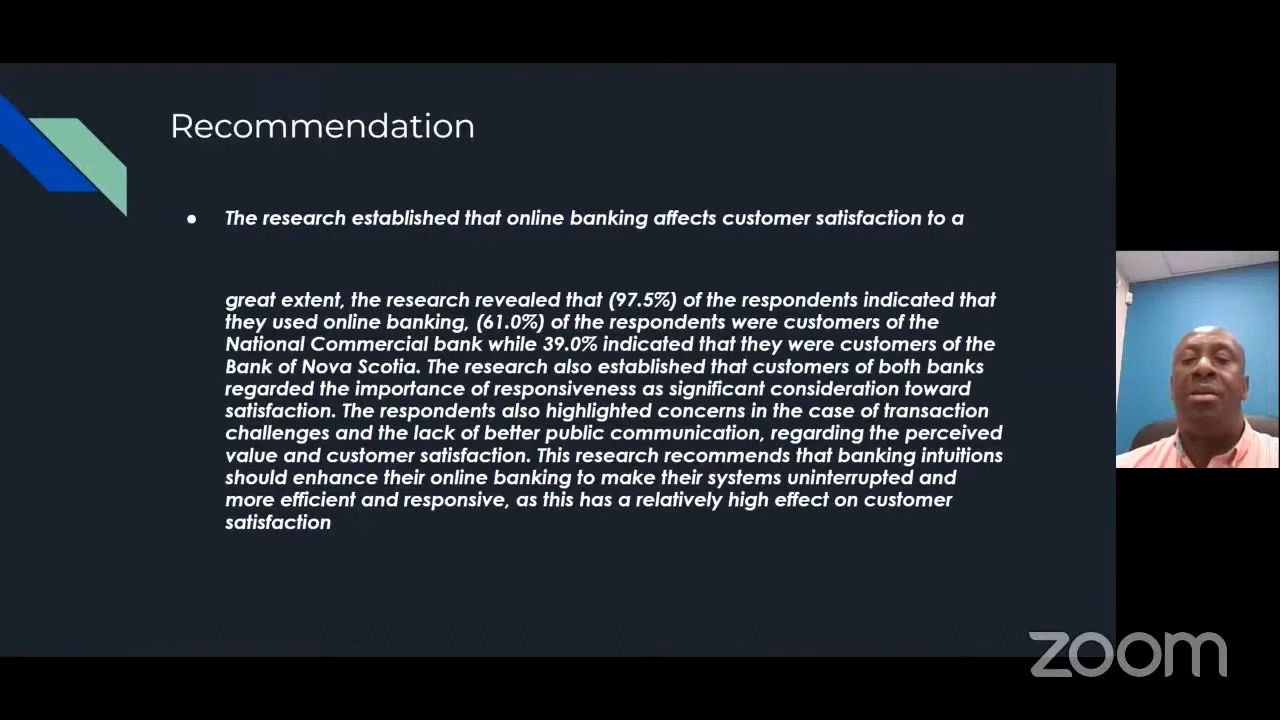 Recommendation
● The research established that online banking affects customer satisfaction to a
great extent, the research revealed that (97.5%) of the respondents indicated that
they used online banking, (61.0%) of the respondents were customers of the
National Commercial bank while 39.0% indicated that they were customers of the
Bank of Nova Scotia. The research also established that customers of both banks
regarded the importance of responsiveness as significant consideration toward
satisfaction. The respondents also highlighted concerns in the case of transaction
challenges and the lack of better public communication, regarding the perceived
value and customer satisfaction. This research recommends that banking intuitions
should enhance their online banking to make their systems uninterrupted and
more efficient and responsive, as this has a relatively high effect on customer
satisfaction
zoom